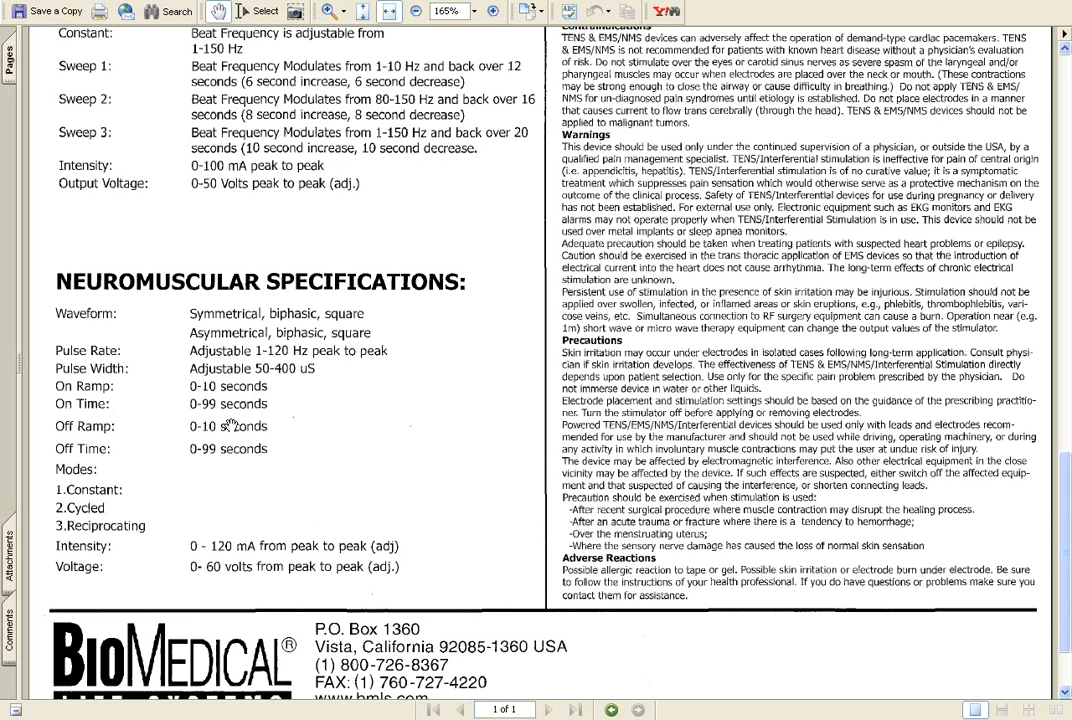 Save a Copy
Search
Select
165%
Y!
Pages
Attachments
Comments
Constant: Beat Frequency is adjustable from
1-150 Hz
Sweep 1: Beat Frequency Modulates from 1-10 Hz and back over 12
seconds (6 second increase, 6 second decrease)
Sweep 2: Beat Frequency Modulates from 80-150 Hz and back over 16
seconds (8 second increase, 8 second decrease)
Sweep 3: Beat Frequency Modulates from 1-150 Hz and back over 20
seconds (10 second increase, 10 second decrease.
Intensity: 0-100 mA peak to peak
Output Voltage: 0-50 Volts peak to peak (adj.)
NEUROMUSCULAR SPECIFICATIONS:
Waveform: Symmetrical, biphasic, square
Asymmetrical, biphasic, square
Pulse Rate: Adjustable 1-120 Hz peak to peak
Pulse Width: Adjustable 50-400 uS
On Ramp: 0-10 seconds
On Time: 0-99 seconds
Off Ramp: 0-10 seconds
Off Time: 0-99 seconds
Modes:
1.Constant:
2.Cycled
3.Reciprocating
Intensity: 0 - 120 mA from peak to peak (adj)
Voltage: 0- 60 volts from peak to peak (adj.)
TENS & EMS/NMS devices can adversely affect the operation of demand-type cardiac pacemakers. TENS
& EMS/NMS is not recommended for patients with known heart disease without a physician's evaluation
of risk. Do not stimulate over the eyes or carotid sinus nerves as severe spasm of the laryngeal and/or
pharyngeal muscles may occur when electrodes are placed over the neck or mouth. (These contractions
may be strong enough to close the airway or cause difficulty in breathing.) Do not apply TENS & EMS/
NMS for un-diagnosed pain syndromes until etiology is established. Do not place electrodes in a manner
that causes current to flow trans cerebrally (through the head). TENS & EMS/NMS devices should not be
applied to malignant tumors.
Warnings
This device should be used only under the continued supervision of a physician, or outside the USA, by a
qualified pain management specialist. TENS/Interferential stimulation is ineffective for pain of central origin
(i.e. appendicitis, hepatitis). TENS/Interferential stimulation is of no curative value; it is a symptomatic
treatment which suppresses pain sensation which would otherwise serve as a protective mechanism on the
outcome of the clinical process. Safety of TENS/Interferential devices for use during pregnancy or delivery
has not been established. For external use only. Electronic equipment such as EKG monitors and EKG
alarms may not operate properly when TENS/Interferential Stimulation is in use. This device should not be
used over metal implants or sleep apnea monitors.
Adequate precaution should be taken when treating patients with suspected heart problems or epilepsy.
Caution should be exercised in the trans thoracic application of EMS devices so that the introduction of
electrical current into the heart does not cause arrhythmia. The long-term effects of chronic electrical
stimulation are unknown.
Persistent use of stimulation in the presence of skin irritation may be injurious. Stimulation should not be
applied over swollen, infected, or inflamed areas or skin eruptions, e.g., phlebitis, thrombophlebitis, vari-
cose veins, etc. Simultaneous connection to RF surgery equipment can cause a burn. Operation near (e.g.
1m) short wave or micro wave therapy equipment can change the output values of the stimulator.
Precautions
Skin irritation may occur under electrodes in isolated cases following long-term application. Consult physi-
cian if skin irritation develops. The effectiveness of TENS & EMS/NMS/Interferential Stimulation directly
depends upon patient selection. Use only for the specific pain problem prescribed by the physician. Do
not immerse device in water or other liquids.
Electrode placement and stimulation settings should be based on the guidance of the prescribing practitio-
ner. Turn the stimulator off before applying or removing electrodes.
Powered TENS/EMS/NMS/Interferential devices should be used only with leads and electrodes recom-
mended for use by the manufacturer and should not be used while driving, operating machinery, or during
any activity in which involuntary muscle contractions may put the user at undue risk of injury.
The device may be affected by electromagnetic interference. Also other electrical equipment in the close
vicinity may be affected by the device. If such effects are suspected, either switch off the affected equip-
ment and that suspected of causing the interference, or shorten connecting leads.
Precaution should be exercised when stimulation is used:
-After recent surgical procedure where muscle contraction may disrupt the healing process.
-After an acute trauma or fracture where there is a tendency to hemorrhage;
-Over the menstruating uterus;
-Where the sensory nerve damage has caused the loss of normal skin sensation
Adverse Reactions
Possible allergic reaction to tape or gel. Possible skin irritation or electrode burn under electrode. Be sure
to follow the instructions of your health professional. If you do have questions or problems make sure you
contact them for assistance.
BIOMEDICAL®
P.O. Box 1360
Vista, California 92085-1360 USA
(1) 800-726-8367
FAX: (1) 760-727-4220
www.bmls.com
1 of 1